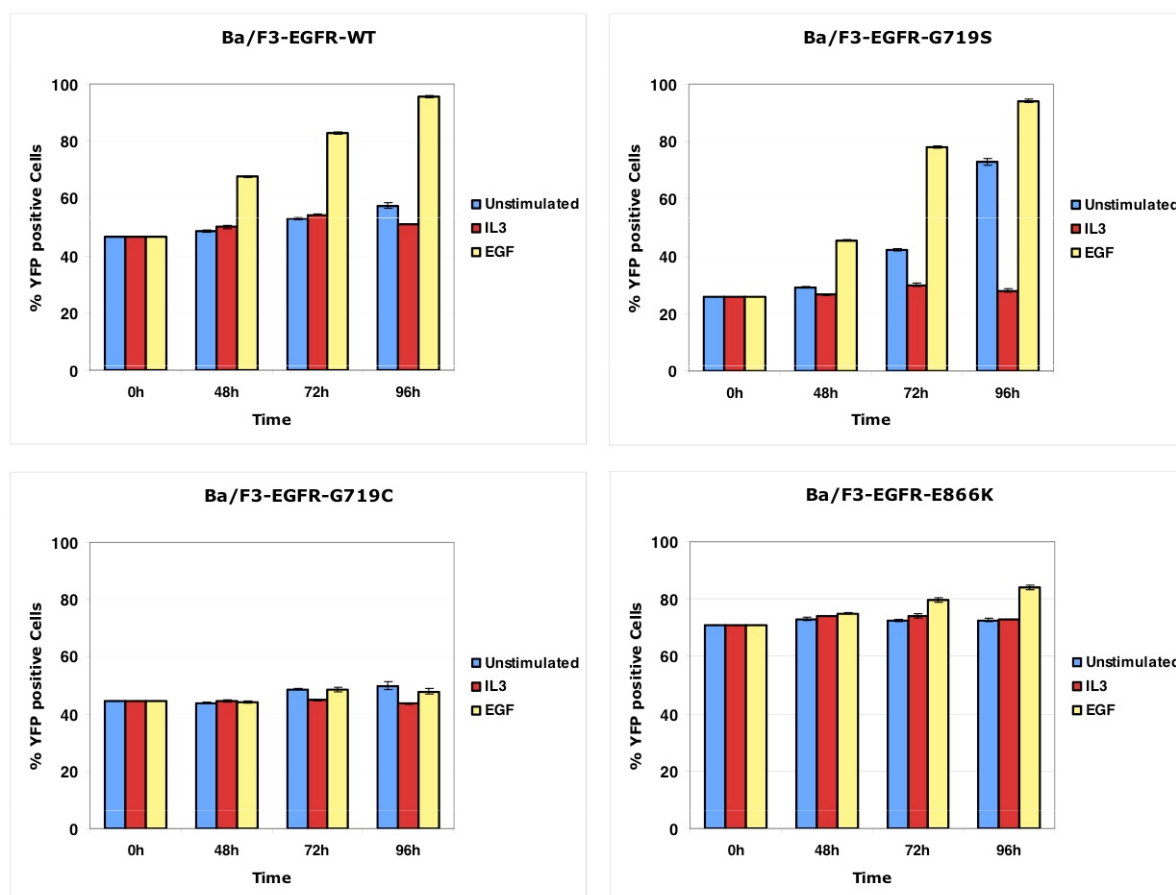 Ba/F3-EGFR-WT
% YFP positive Cells
100
80
60
40
20
0
0h 48h 72h 96h
Time
Unstimulated
IL3
EGF
Ba/F3-EGFR-G719S
% YFP positive Cells
100
80
60
40
20
0
0h 48h 72h 96h
Time
Unstimulated
IL3
EGF
Ba/F3-EGFR-G719C
% YFP positive Cells
100
80
60
40
20
0
0h 48h 72h 96h
Time
Unstimulated
IL3
EGF
Ba/F3-EGFR-E866K
% YFP positive Cells
100
80
60
40
20
0
0h 48h 72h 96h
Time
Unstimulated
IL3
EGF